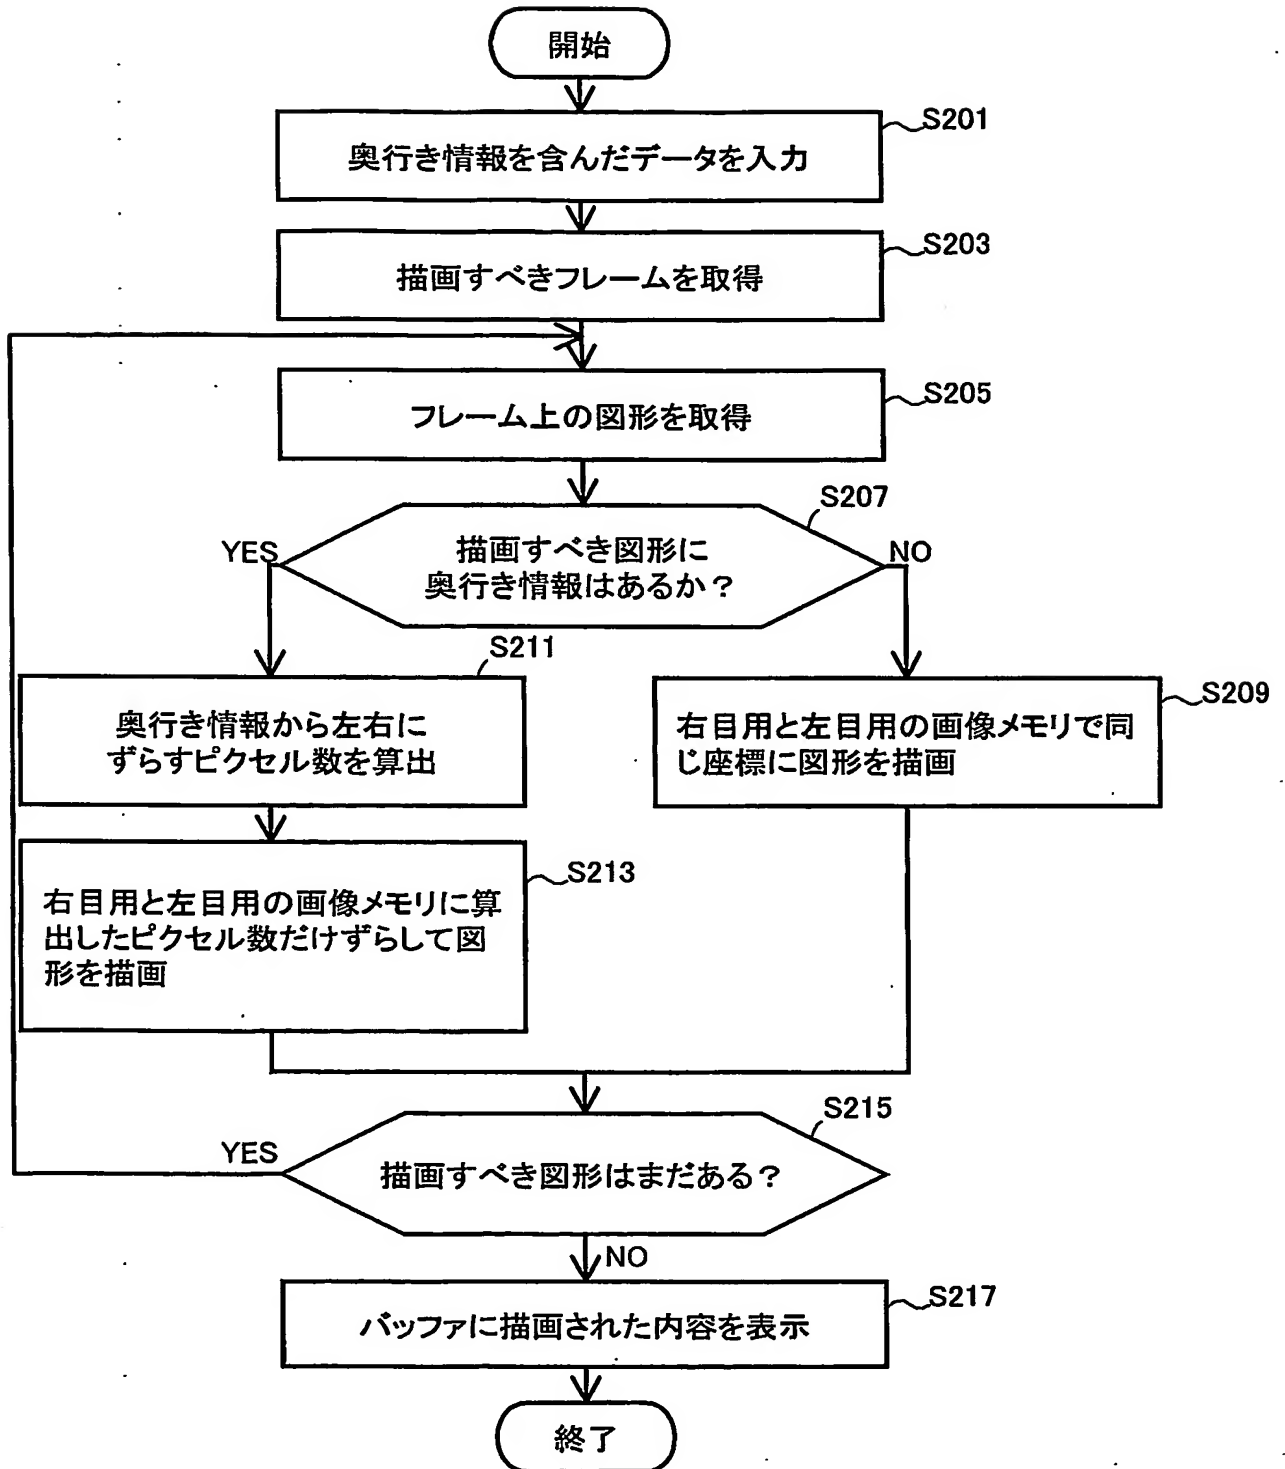 開始
S201
奥行き情報を含んだデータを入力
S203
描画すべきフレームを取得
S205
フレーム上の図形を取得
S207
YES
描画すべき図形に
奥行き情報はあるか？
NO
S211
奥行き情報から左右に
ずらすピクセル数を算出
S209
右目用と左目用の画像メモリで同
じ座標に図形を描画
S213
右目用と左目用の画像メモリに算
出したピクセル数だけずらして図
形を描画
S215
YES
描画すべき図形はまだある？
NO
S217
バッファに描画された内容を表示
終了